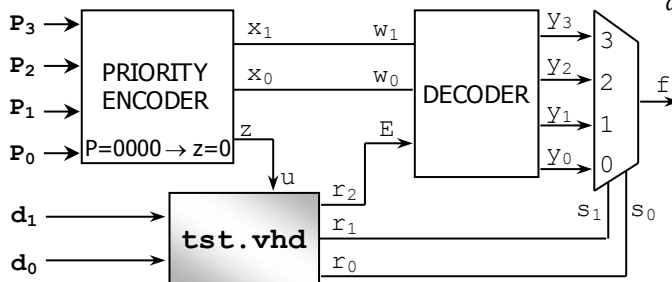 P3
P2
P1
P0
PRIORITY
ENCODER
P=0000 → z=0
x1
x0
z
w1
w0
E
DECODER
y3
y2
y1
y0
3
2
1
0
f
s1
s0
d1
d0
u
tst.vhd
r2
r1
r0